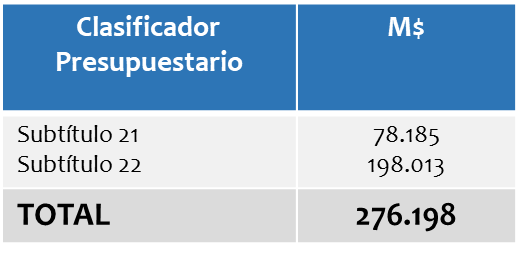 Clasificador Presupuestario M$
Subtítulo 21 78.185
Subtítulo 22 198.013
TOTAL 276.198